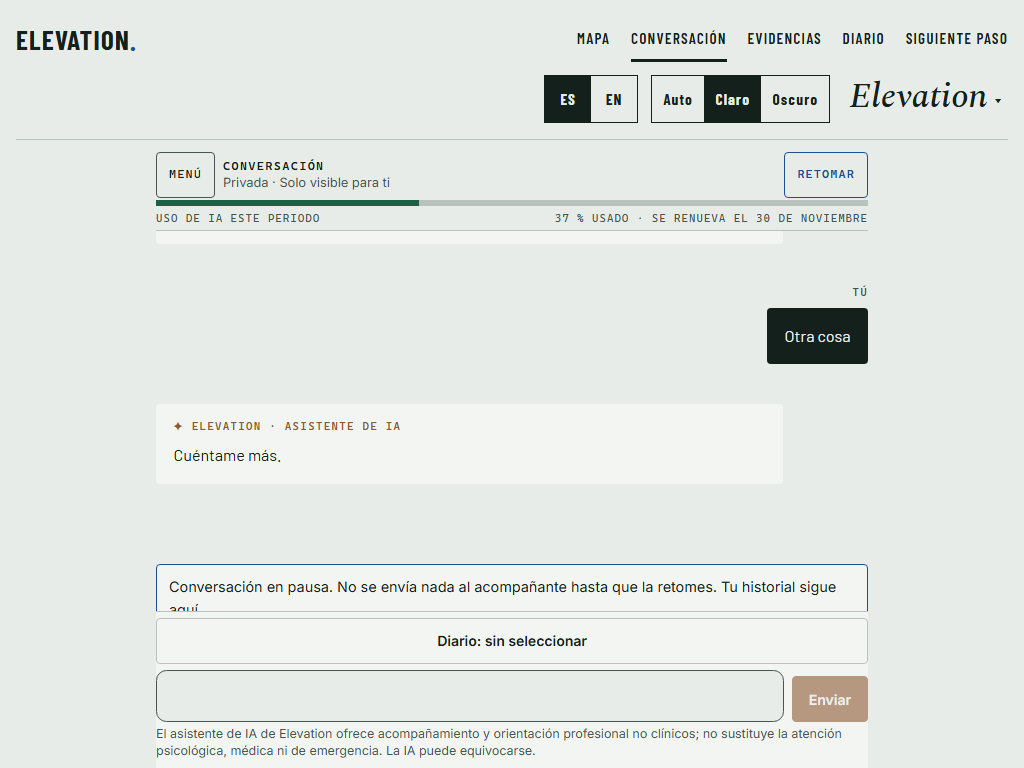 ELEVATION.
MAPA
CONVERSACIÓN
EVIDENCIAS
DIARIO
SIGUIENTE PASO
ES
EN
Auto
Claro
Oscuro
Elevation
MENÚ
CONVERSACIÓN
Privada · Solo visible para ti
RETOMAR
USO DE IA ESTE PERIODO
37 % USADO · SE RENUEVA EL 30 DE NOVIEMBRE
TÚ
Otra cosa
✦ ELEVATION · ASISTENTE DE IA
Cuéntame más.
Conversación en pausa. No se envía nada al acompañante hasta que la retomes. Tu historial sigue
aquí.
Diario: sin seleccionar
Enviar
El asistente de IA de Elevation ofrece acompañamiento y orientación profesional no clínicos; no sustituye la atención
psicológica, médica ni de emergencia. La IA puede equivocarse.